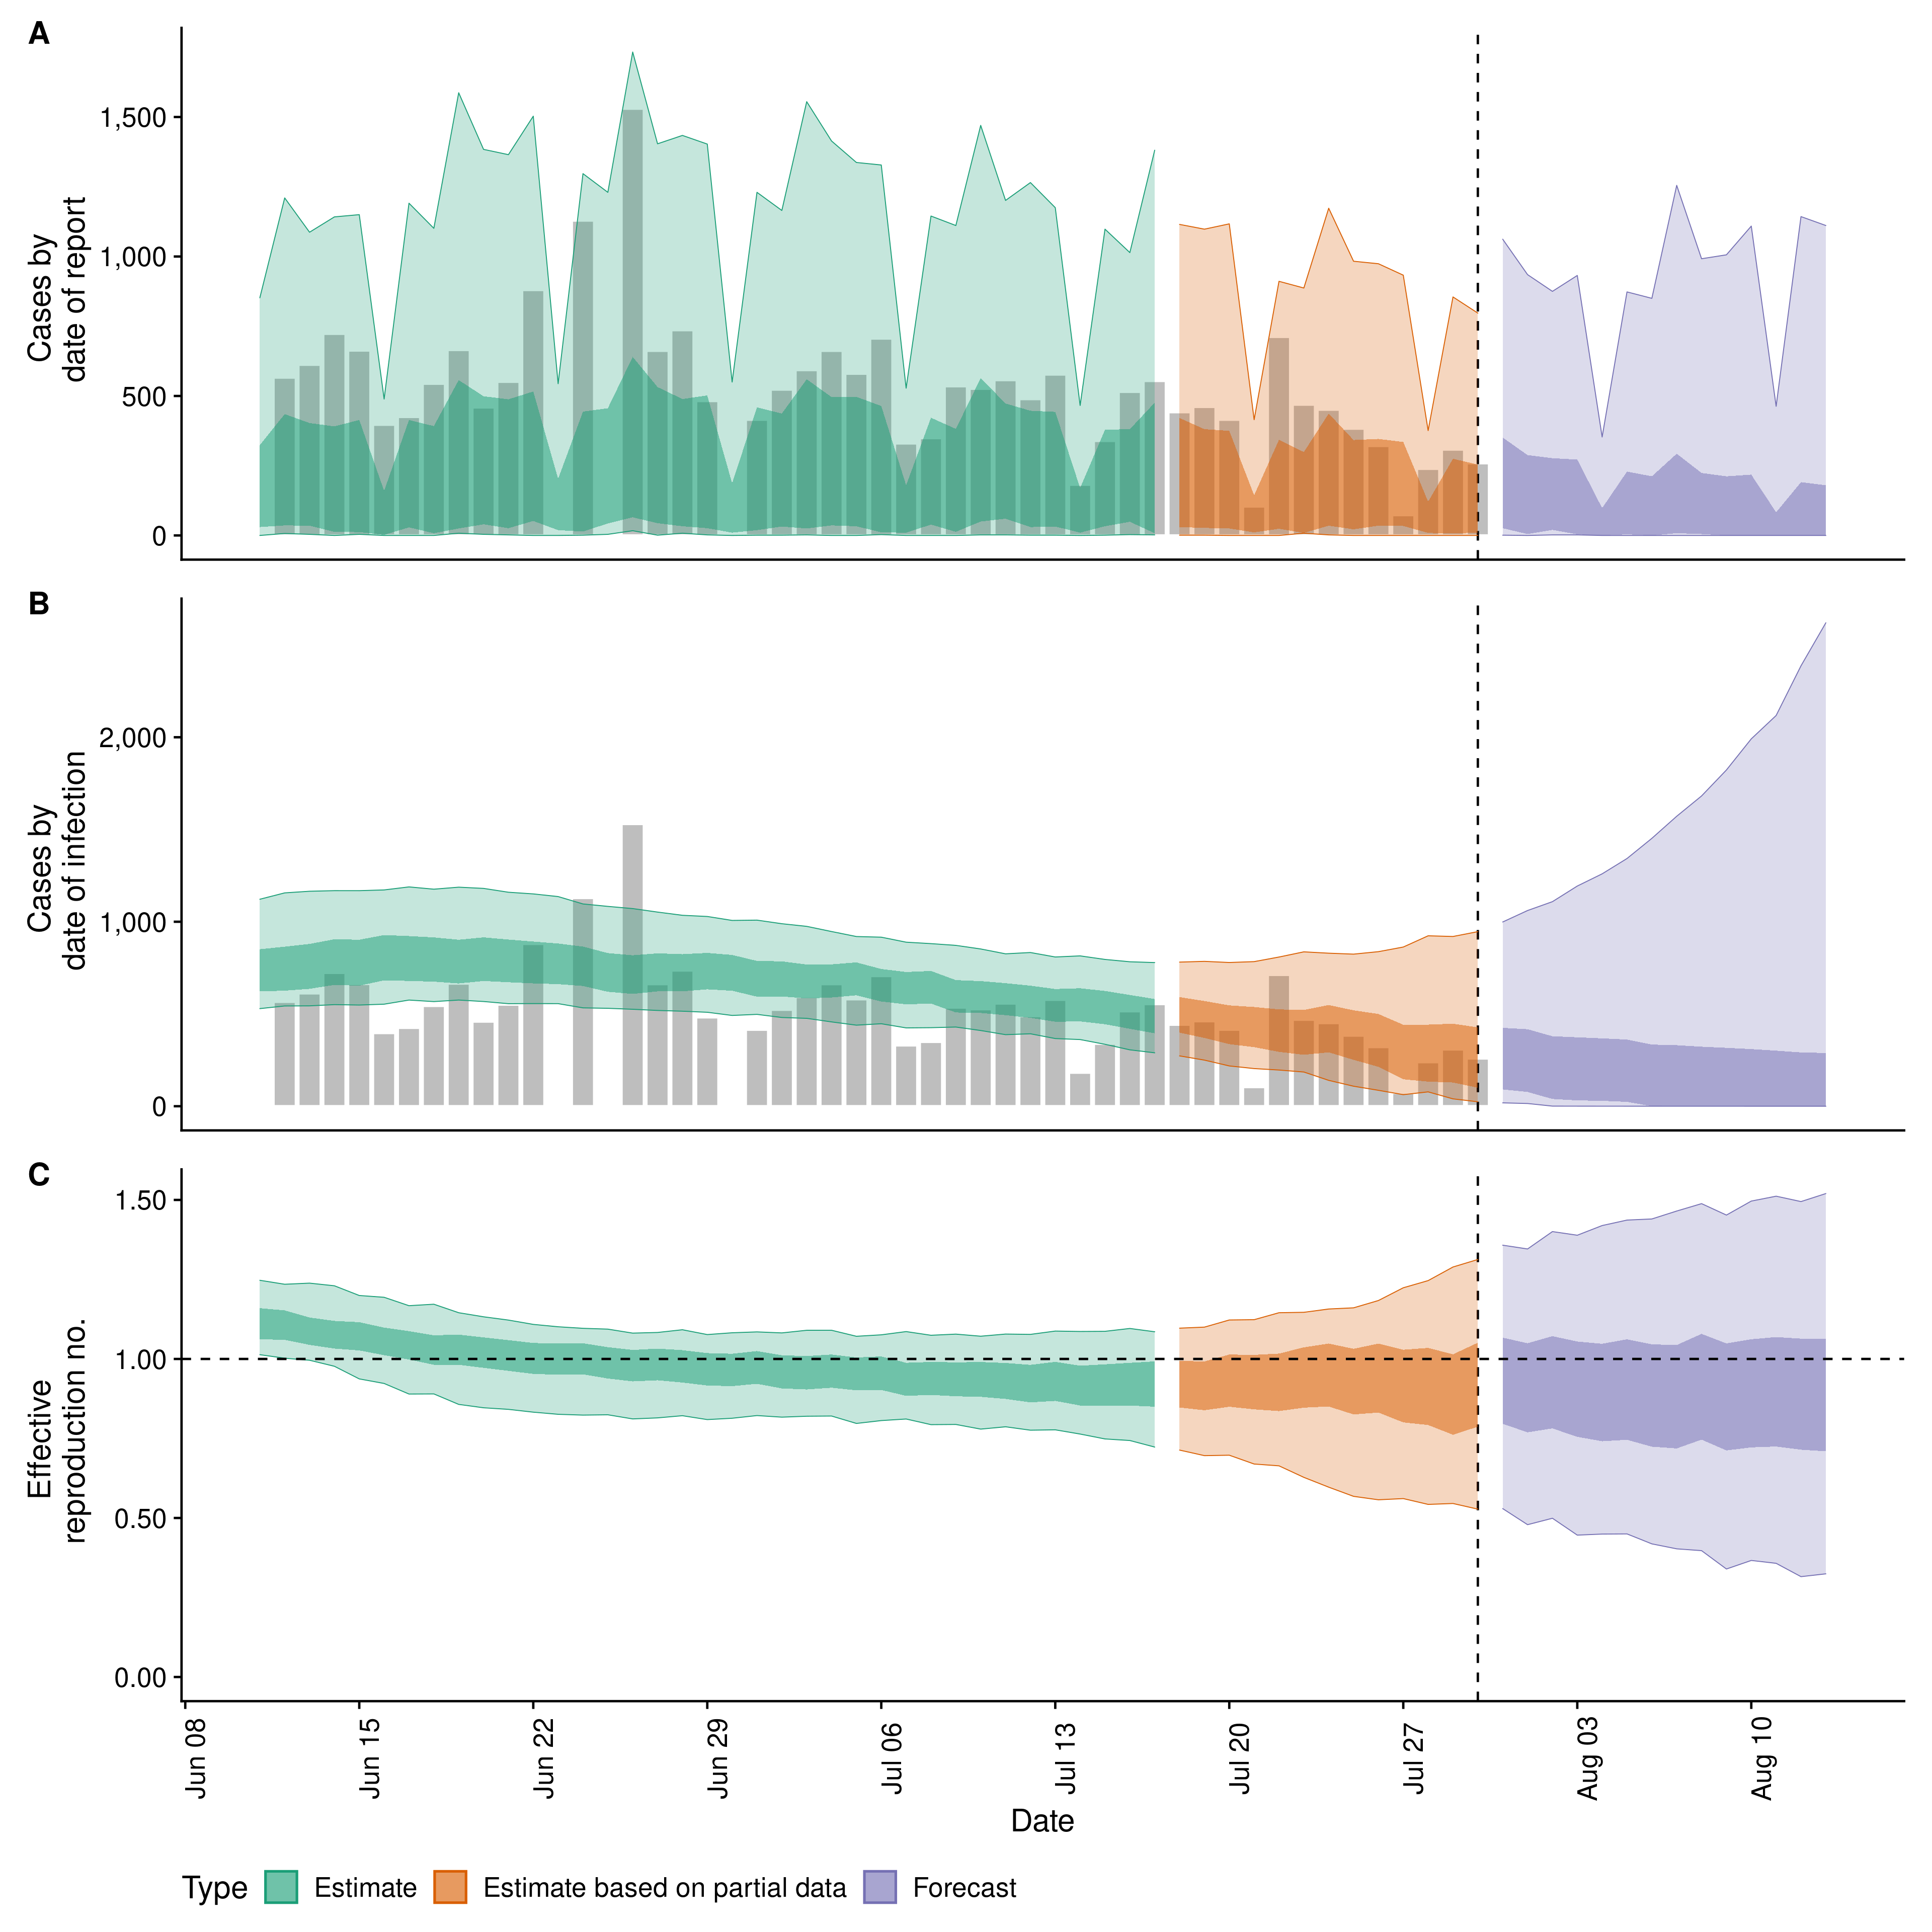 A
Cases by
date of report
1,500
1,000
500
0
B
Cases by
date of infection
2,000
1,000
0
C
Effective
reproduction no.
1.50
1.00
0.50
0.00
Jun 08
Jun 15
Jun 22
Jun 29
Jul 06
Jul 13
Jul 20
Jul 27
Aug 03
Aug 10
Date
Type Estimate Estimate based on partial data Forecast